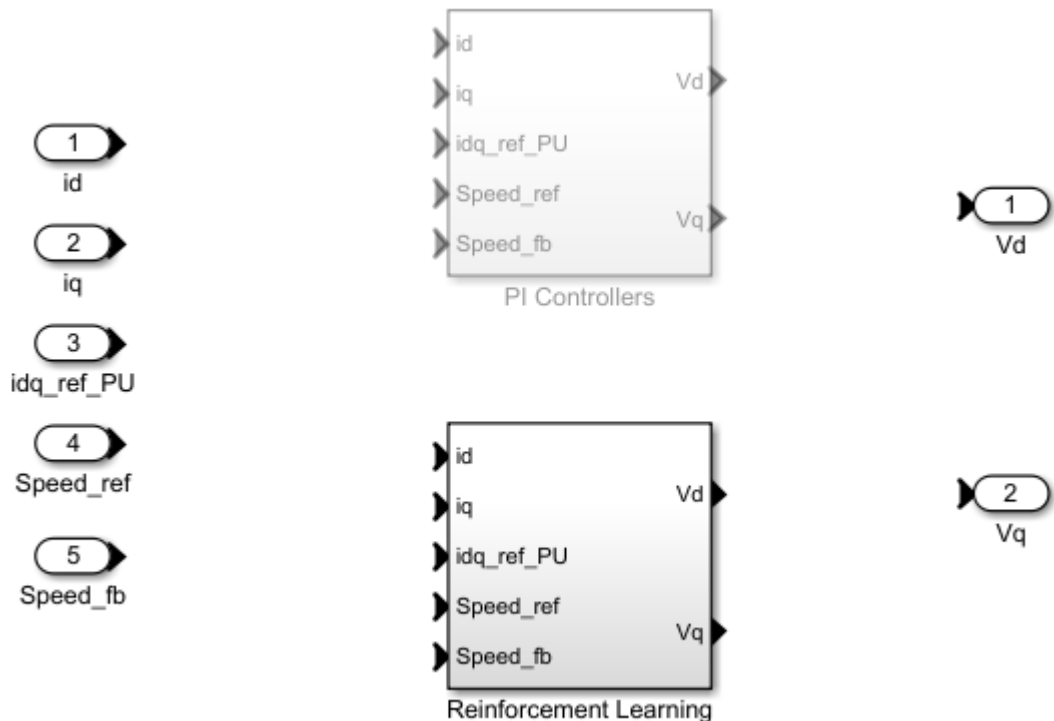 1
id
2
iq
3
idq_ref_PU
4
Speed_ref
5
Speed_fb
id
iq
idq_ref_PU
Speed_ref
Speed_fb
Vd
Vq
PI Controllers
id
iq
idq_ref_PU
Speed_ref
Speed_fb
Vd
Vq
Reinforcement Learning
1
Vd
2
Vq